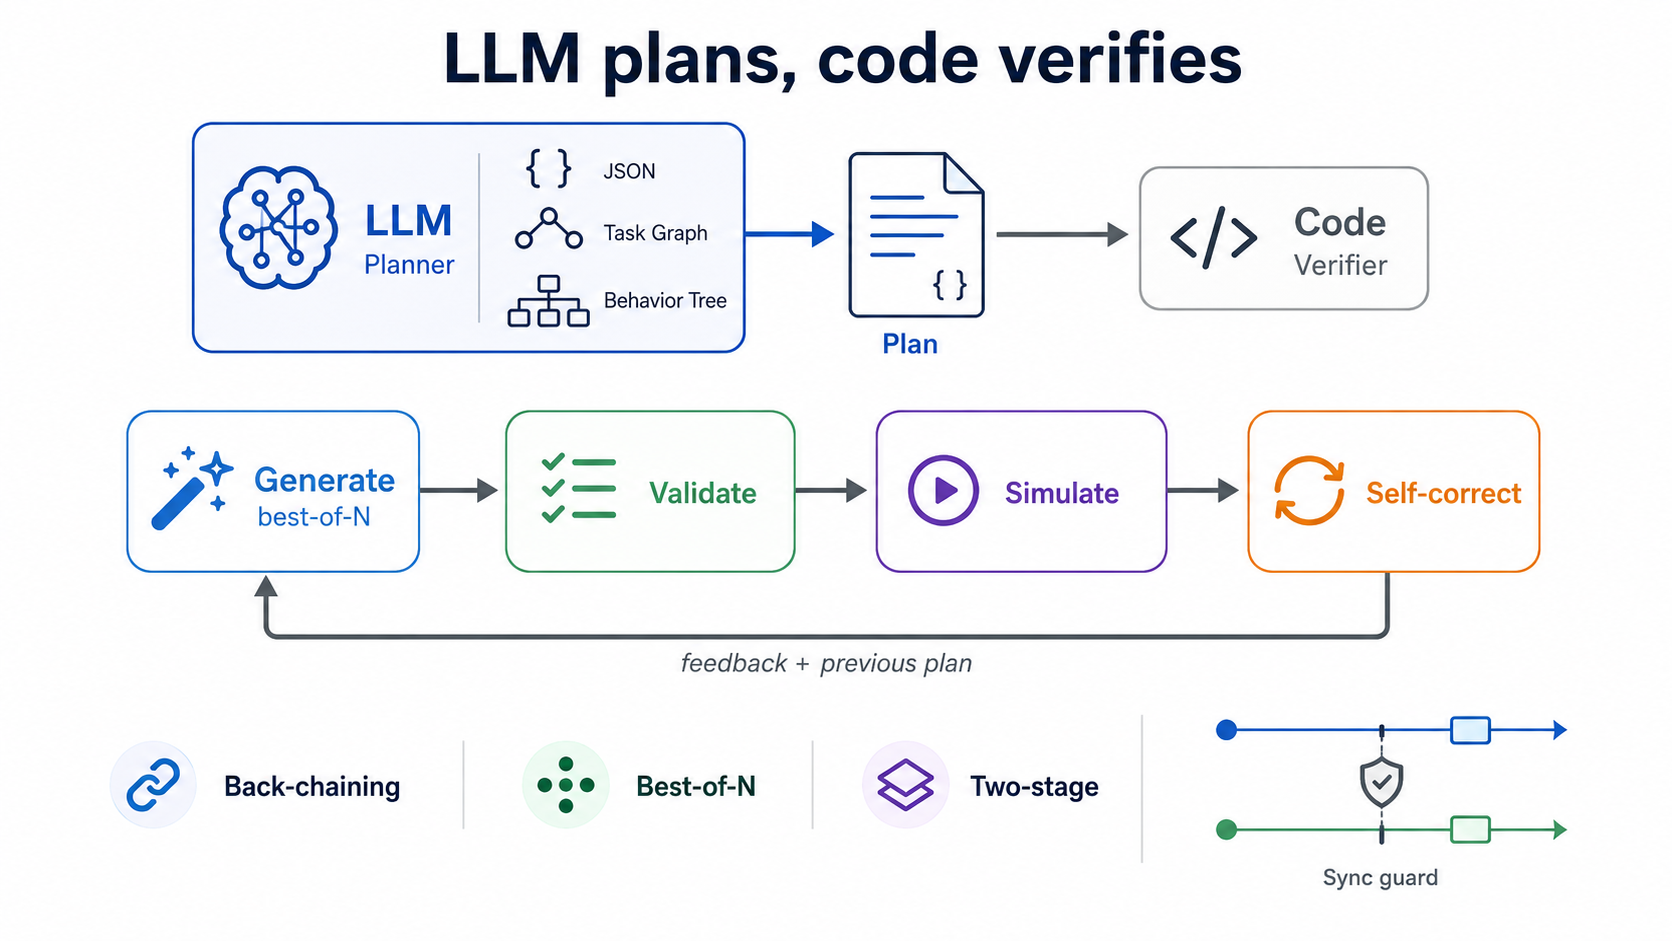 LLM plans, code verifies
LLM
Planner
{ } JSON
Task Graph
Behavior Tree
{ }
Plan
</> Code
Verifier
Generate
best-of-N
Validate
Simulate
Self-correct
feedback + previous plan
Back-chaining
Best-of-N
Two-stage
Sync guard